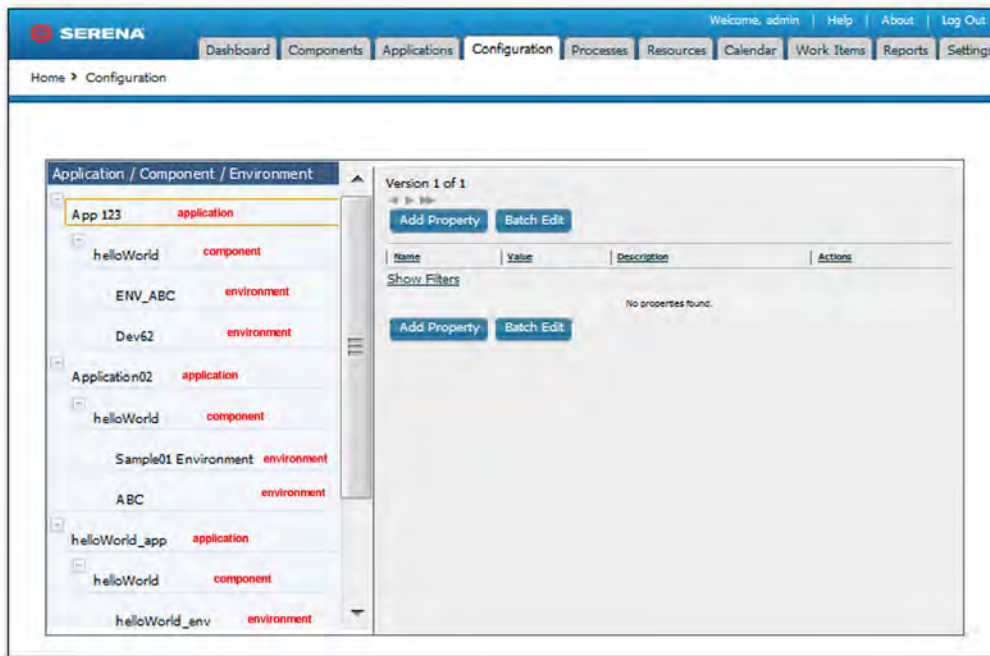 Welcome, admin | Help | About | Log Out
SERENA
Dashboard Components Applications Configuration Processes Resources Calendar Work Items Reports Settings
Home > Configuration
Application / Component / Environment
App 123 application
helloWorld component
ENV_ABC environment
Dev62 environment
Application02 application
helloWorld component
Sample01 Environment environment
ABC environment
helloWorld_app application
helloWorld component
helloWorld_env environment
Version 1 of 1
Add Property Batch Edit
Name Value Description Actions
Show Filters
No properties found.
Add Property Batch Edit